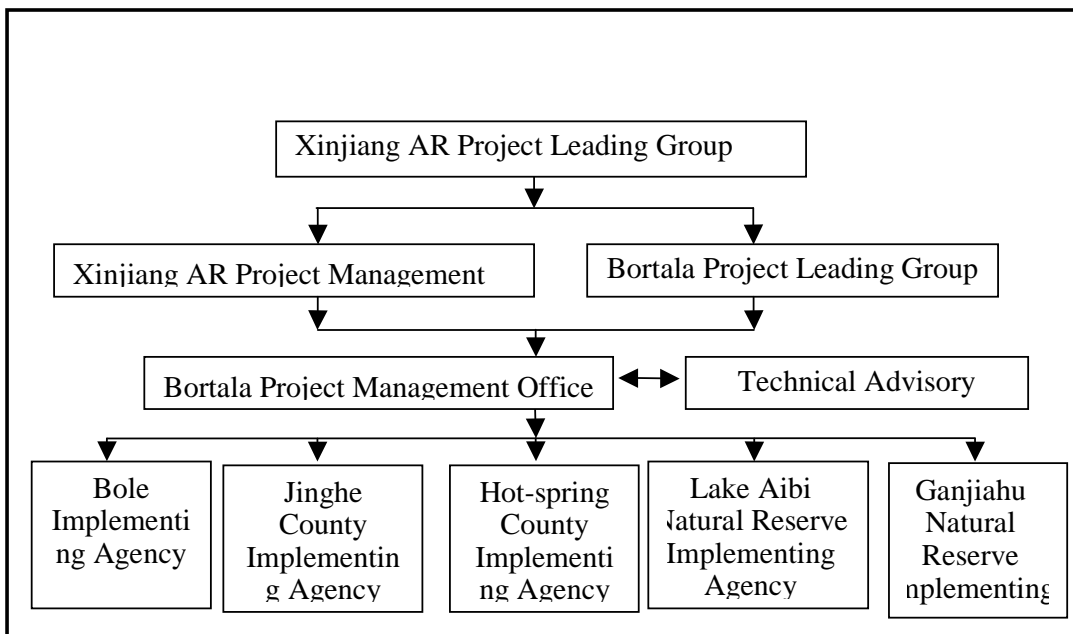 Xinjiang AR Project Leading Group
Xinjiang AR Project Management
Bortala Project Leading Group
Bortala Project Management Office
Technical Advisory
Bole
Implementi
ng Agency
Jinghe
County
Implementin
g Agency
Hot-spring
County
Implementi
ng Agency
Lake Aibi
Natural Reserve
Implementing
Agency
Ganjiahu
Natural
Reserve
mplementing